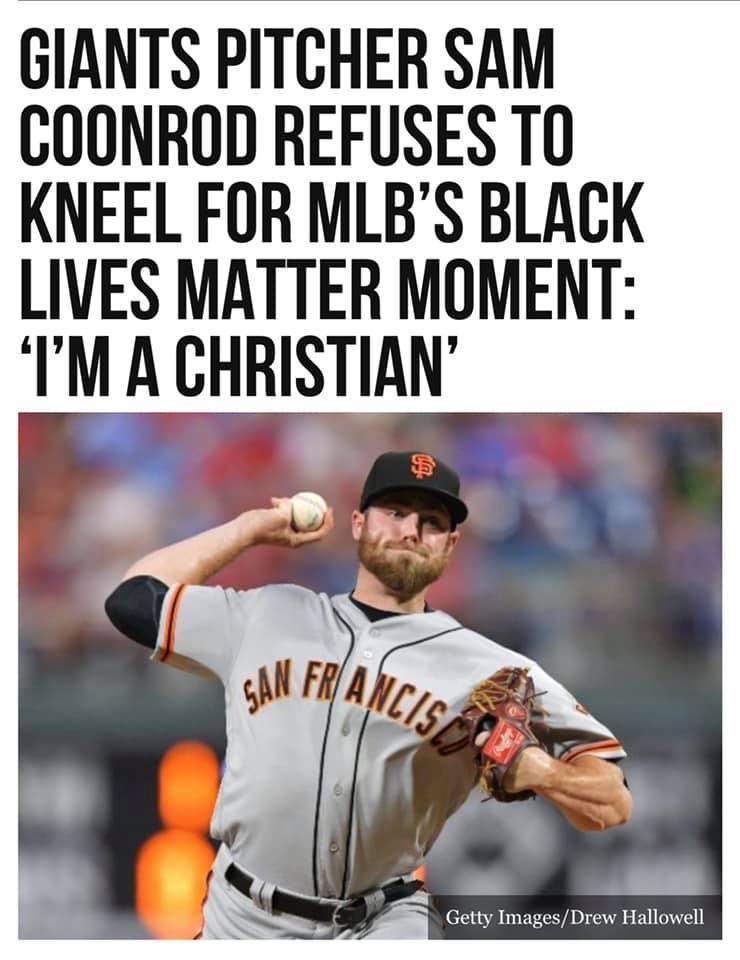 GIANTS PITCHER SAM
COONROD REFUSES TO
KNEEL FOR MLB’S BLACK
LIVES MATTER MOMENT:
‘I’M A CHRISTIAN’
SF
SAN FRANCISCO
Getty Images/Drew Hallowell